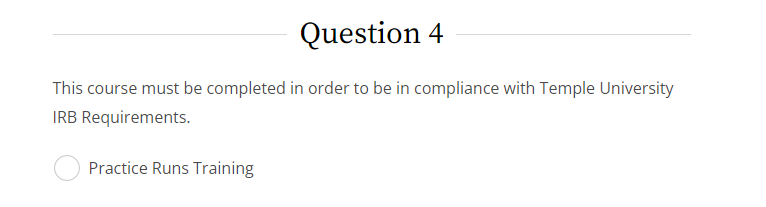 Question 4
This course must be completed in order to be in compliance with Temple University
IRB Requirements.
Practice Runs Training